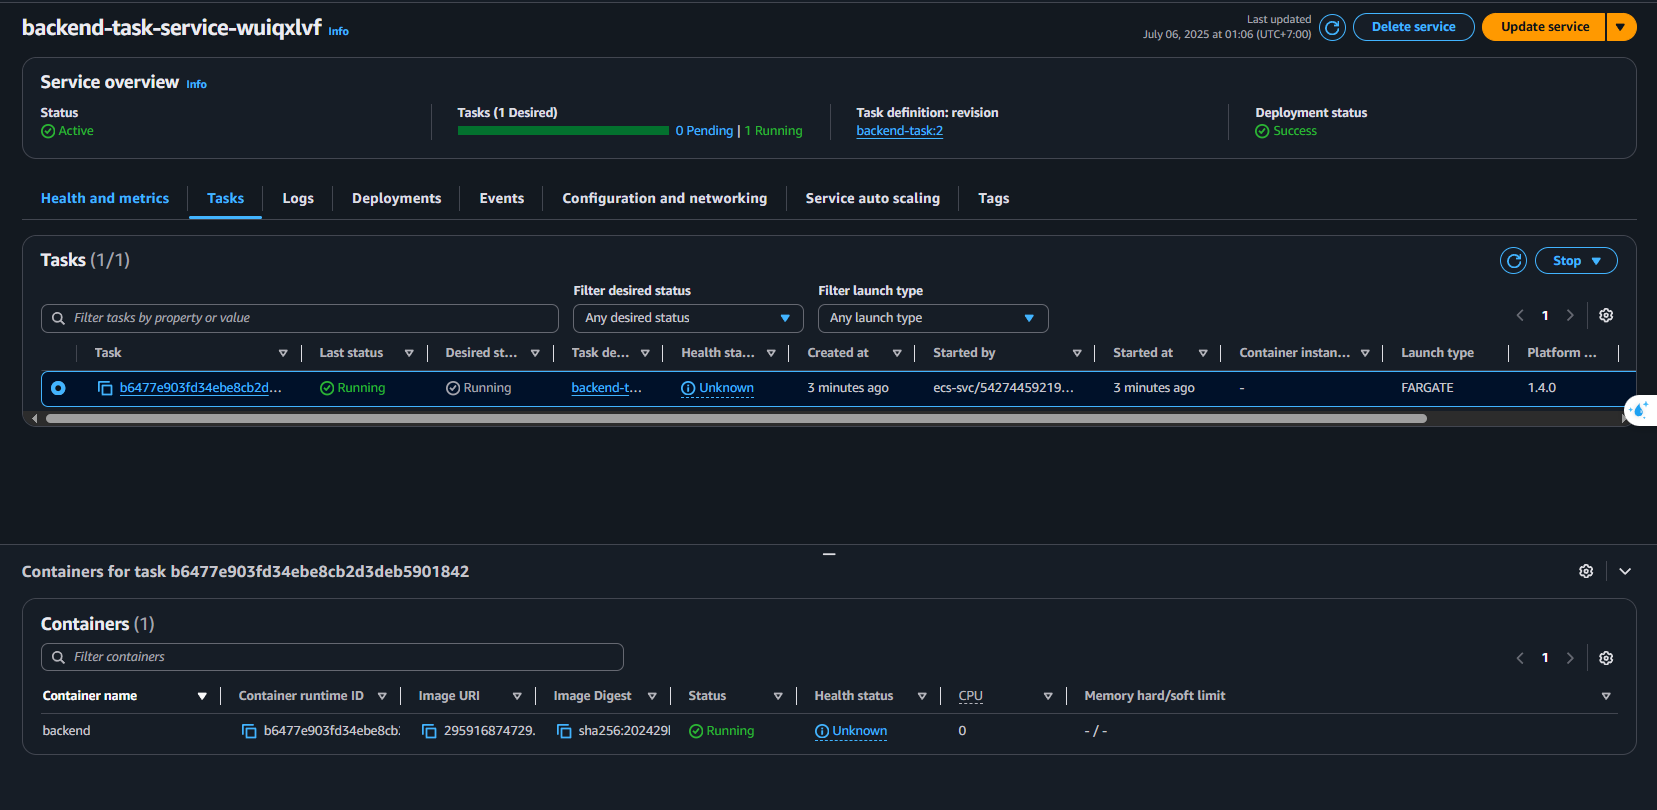 backend-task-service-wuiqxlvf Info
Last updated
July 06, 2025 at 01:06 (UTC+7:00)
Delete service
Update service
Service overview Info
Status
Active
Tasks (1 Desired)
0 Pending | 1 Running
Task definition: revision
backend-task:2
Deployment status
Success
Health and metrics
Tasks
Logs
Deployments
Events
Configuration and networking
Service auto scaling
Tags
Tasks (1/1)
Stop
Filter desired status
Filter launch type
Filter tasks by property or value
Any desired status
Any launch type
1
Task Last status Desired st... Task de... Health sta... Created at Started by Started at Container instan... Launch type Platform ...
b6477e903fd34ebe8cb2d... Running Running backend-t... Unknown 3 minutes ago ecs-svc/54274459219... 3 minutes ago - FARGATE 1.4.0
Containers for task b6477e903fd34ebe8cb2d3deb5901842
Containers (1)
Filter containers
1
Container name Container runtime ID Image URI Image Digest Status Health status CPU Memory hard/soft limit
backend b6477e903fd34ebe8cb 295916874729. sha256:202429 Running Unknown 0 - / -